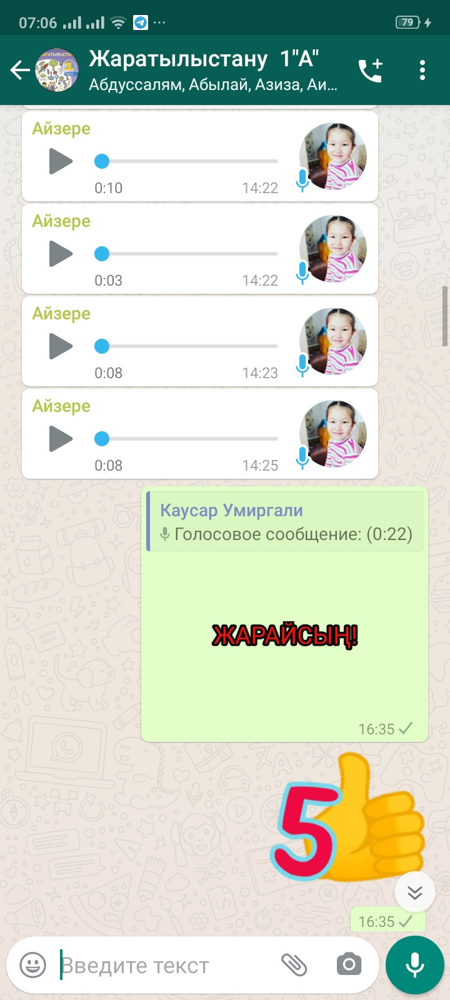 07:06
79
Жаратылыстану 1"А"
Абдуссалям, Абылай, Азиза, Аи...
Айзере
0:10 14:22
Айзере
0:03 14:22
Айзере
0:08 14:23
Айзере
0:08 14:25
Каусар Умиргали
Голосовое сообщение: (0:22)
ЖАРАЙСЫҢ!
16:35
5
16:35
Введите текст